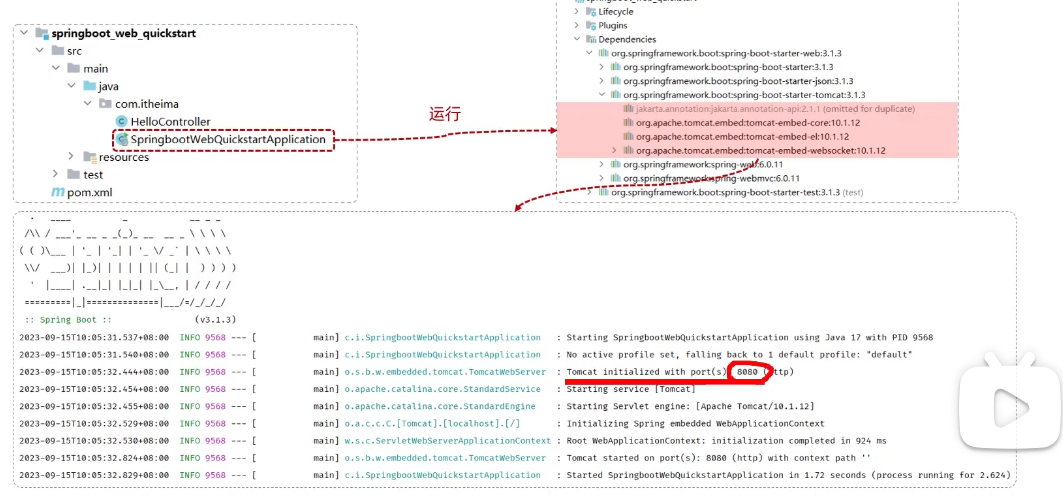 springboot_web_quickstart
src
main
java
com.itheima
HelloController
SpringbootWebQuickstartApplication
resources
test
pom.xml
运行
Lifecycle
Plugins
Dependencies
org.springframework.boot:spring-boot-starter-web:3.1.3
org.springframework.boot:spring-boot-starter:3.1.3
org.springframework.boot:spring-boot-starter-json:3.1.3
org.springframework.boot:spring-boot-starter-tomcat:3.1.3
jakarta.annotation:jakarta.annotation-api:2.1.1 (omitted for duplicate)
org.apache.tomcat.embed:tomcat-embed-core:10.1.12
org.apache.tomcat.embed:tomcat-embed-el:10.1.12
org.apache.tomcat.embed:tomcat-embed-websocket:10.1.12
org.springframework:spring-web:6.0.11
org.springframework:spring-webmvc:6.0.11
org.springframework.boot:spring-boot-starter-test:3.1.3 (test)
:: Spring Boot :: (v3.1.3)
2023-09-15T10:05:31.537+08:00 INFO 9568 --- [ main] c.i.SpringbootWebQuickstartApplication : Starting SpringbootWebQuickstartApplication using Java 17 with PID 9568
2023-09-15T10:05:31.540+08:00 INFO 9568 --- [ main] c.i.SpringbootWebQuickstartApplication : No active profile set, falling back to 1 default profile: "default"
2023-09-15T10:05:32.444+08:00 INFO 9568 --- [ main] o.s.b.w.embedded.tomcat.TomcatWebServer : Tomcat initialized with port(s): 8080 (http)
2023-09-15T10:05:32.454+08:00 INFO 9568 --- [ main] o.apache.catalina.core.StandardService : Starting service [Tomcat]
2023-09-15T10:05:32.455+08:00 INFO 9568 --- [ main] o.apache.catalina.core.StandardEngine : Starting Servlet engine: [Apache Tomcat/10.1.12]
2023-09-15T10:05:32.529+08:00 INFO 9568 --- [ main] o.a.c.c.C.[Tomcat].[localhost].[/] : Initializing Spring embedded WebApplicationContext
2023-09-15T10:05:32.530+08:00 INFO 9568 --- [ main] w.s.c.ServletWebServerApplicationContext : Root WebApplicationContext: initialization completed in 924 ms
2023-09-15T10:05:32.824+08:00 INFO 9568 --- [ main] o.s.b.w.embedded.tomcat.TomcatWebServer : Tomcat started on port(s): 8080 (http) with context path ''
2023-09-15T10:05:32.829+08:00 INFO 9568 --- [ main] c.i.SpringbootWebQuickstartApplication : Started SpringbootWebQuickstartApplication in 1.72 seconds (process running for 2.624)